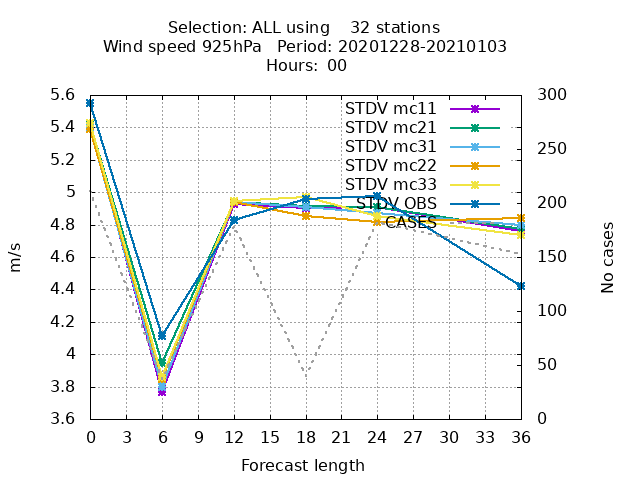 Selection: ALL using    32 stations
Wind speed 925hPa   Period: 20201228-20210103
Hours:  00
5.6
5.4
5.2
5
4.8
4.6
4.4
4.2
4
3.8
3.6
m/s
STDV mc11
STDV mc21
STDV mc31
STDV mc22
STDV mc33
STDV OBS
CASES
300
250
200
150
100
50
0
No cases
0 3 6 9 12 15 18 21 24 27 30 33 36
Forecast length